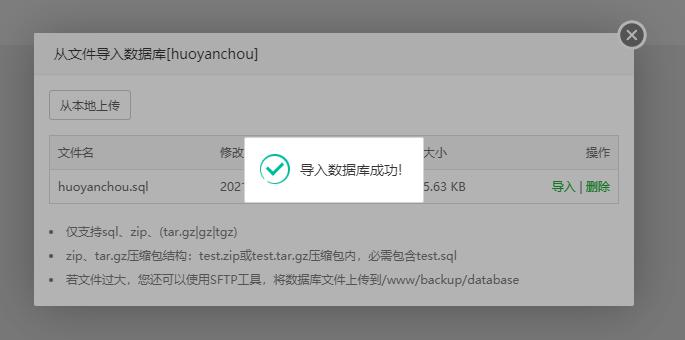 从文件导入数据库[huoyanchou]
从本地上传
文件名 修改 大小 操作
导入数据库成功!
huoyanchou.sql 2021 5.63 KB 导入 | 删除
仅支持sql、zip、(tar.gz|gz|tgz)
zip、tar.gz压缩包结构：test.zip或test.tar.gz压缩包内，必需包含test.sql
若文件过大，您还可以使用SFTP工具，将数据库文件上传到/www/backup/database